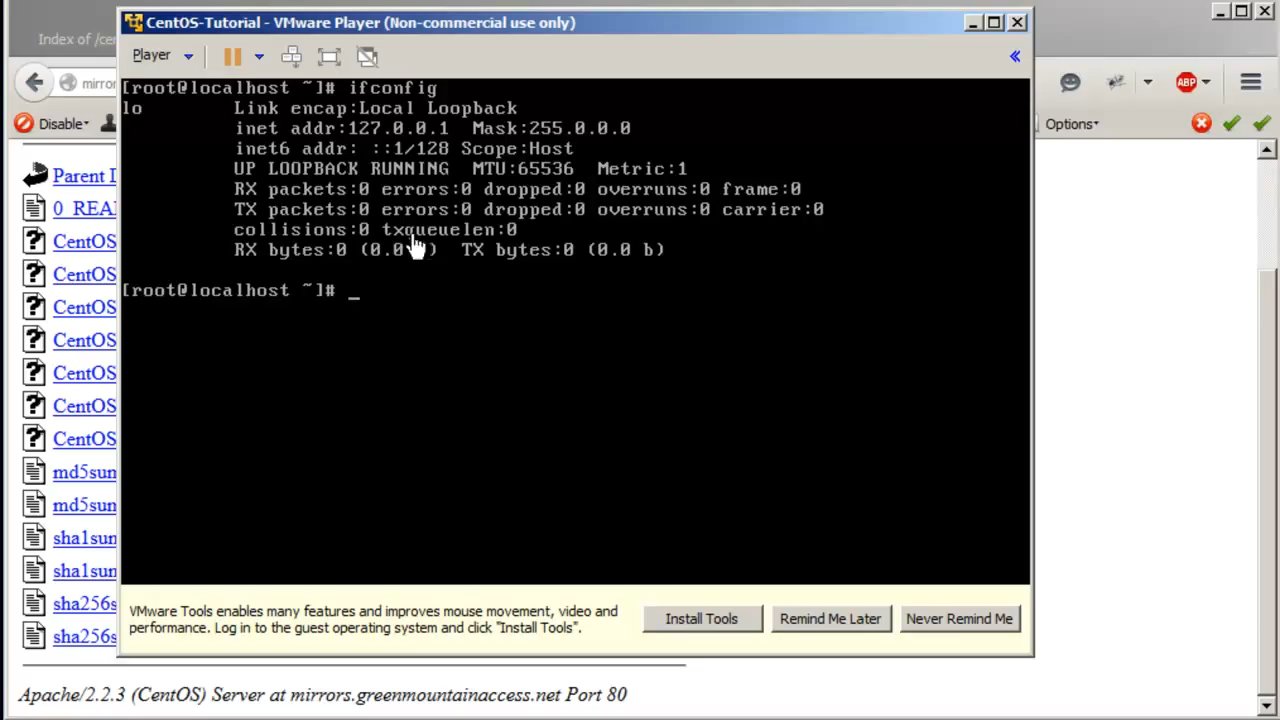 CentOS-Tutorial - VMware Player (Non-commercial use only)
Index of /ce
Player
mirror
ABP
[root@localhost ~]# ifconfig
lo Link encap:Local Loopback
inet addr:127.0.0.1 Mask:255.0.0.0
inet6 addr: ::1/128 Scope:Host
UP LOOPBACK RUNNING MTU:65536 Metric:1
RX packets:0 errors:0 dropped:0 overruns:0 frame:0
TX packets:0 errors:0 dropped:0 overruns:0 carrier:0
collisions:0 txqueuelen:0
RX bytes:0 (0.0 ) TX bytes:0 (0.0 b)
[root@localhost ~]# _
Disable
Options
Parent D
0_REA
CentOS
CentOS
CentOS
CentOS
CentOS
CentOS
CentOS
md5sum
md5sum
sha1sum
sha1sum
sha256s
sha256s
VMware Tools enables many features and improves mouse movement, video and
performance. Log in to the guest operating system and click "Install Tools".
Install Tools
Remind Me Later
Never Remind Me
Apache/2.2.3 (CentOS) Server at mirrors.greenmountainaccess.net Port 80